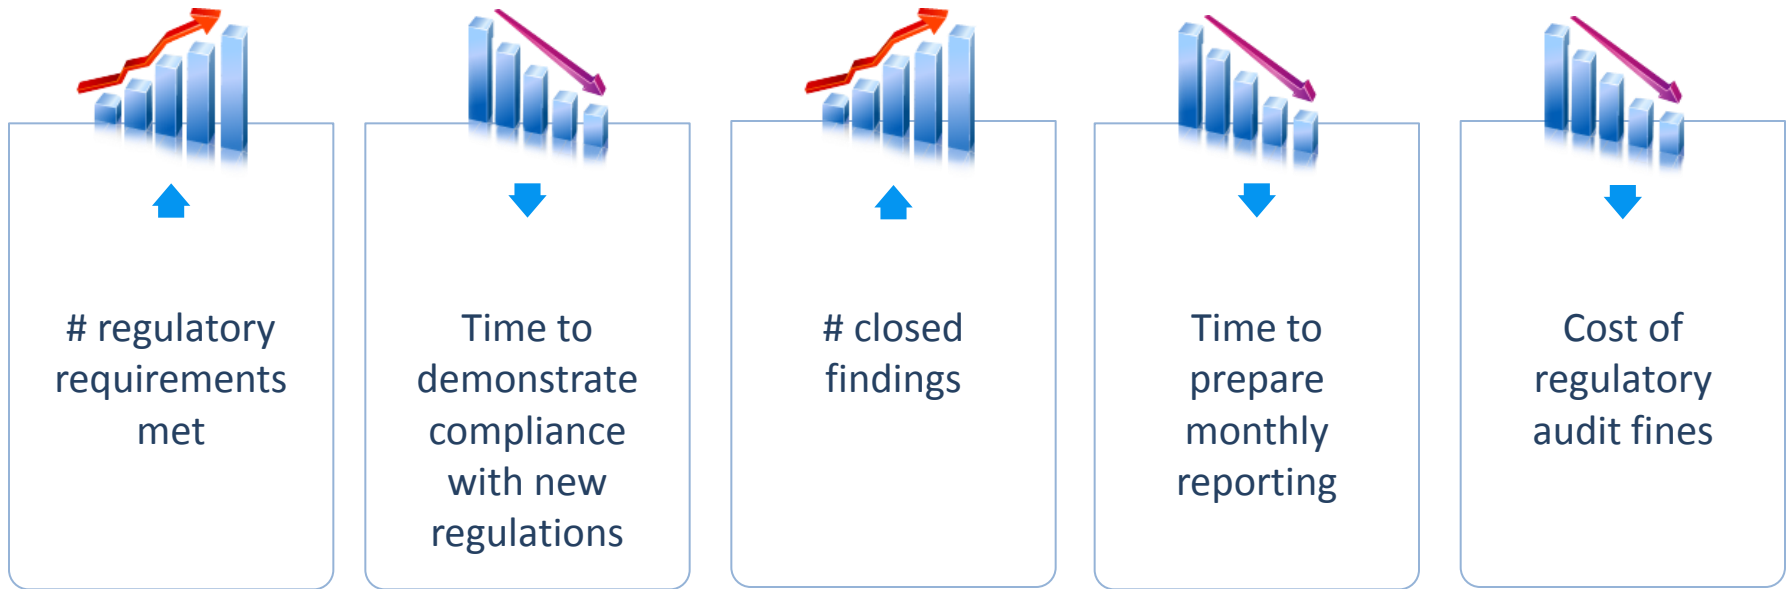 # regulatory
requirements
met
Time to
demonstrate
compliance
with new
regulations
# closed
findings
Time to
prepare
monthly
reporting
Cost of
regulatory
audit fines